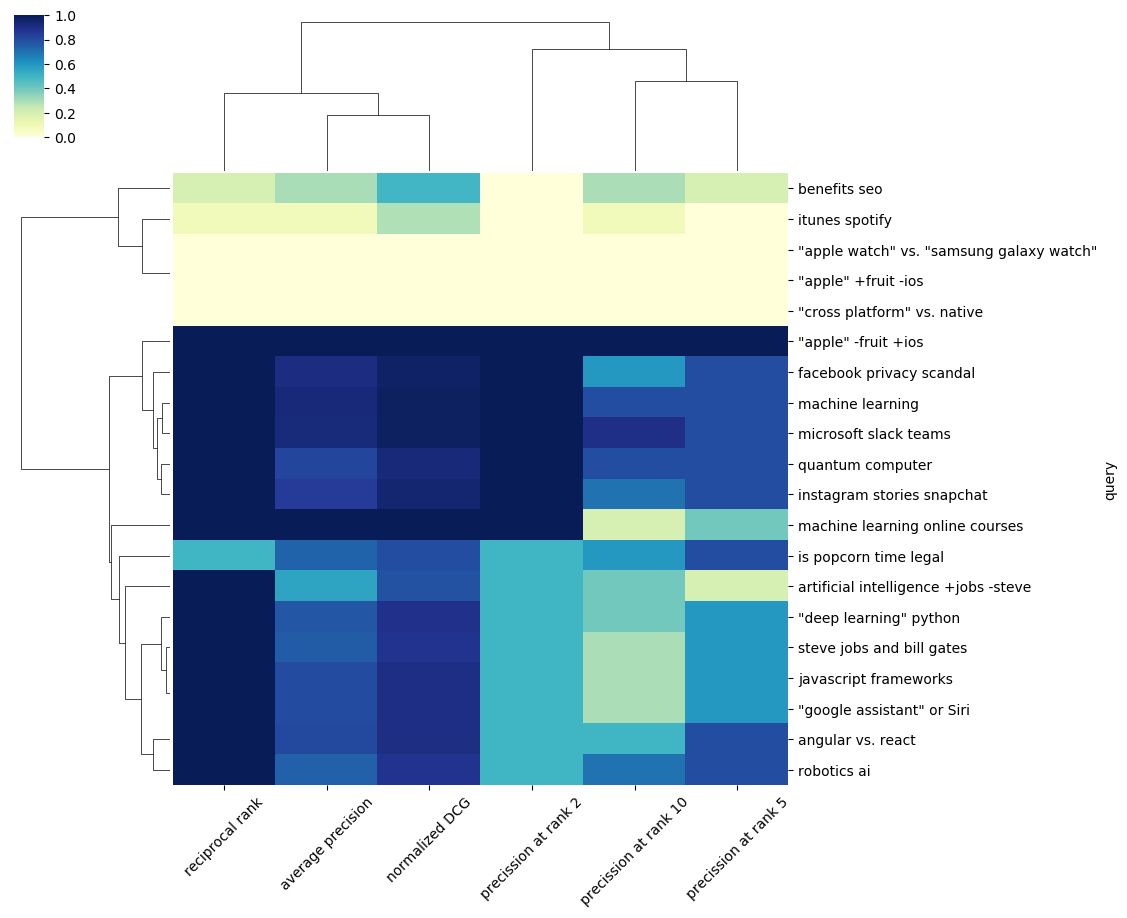 1.0
0.8
0.6
0.4
0.2
0.0
benefits seo
itunes spotify
"apple watch" vs. "samsung galaxy watch"
"apple" +fruit -ios
"cross platform" vs. native
"apple" -fruit +ios
facebook privacy scandal
machine learning
microsoft slack teams
quantum computer
instagram stories snapchat
machine learning online courses
is popcorn time legal
artificial intelligence +jobs -steve
"deep learning" python
steve jobs and bill gates
javascript frameworks
"google assistant" or Siri
angular vs. react
robotics ai
query
reciprocal rank
average precision
normalized DCG
precission at rank 2
precission at rank 10
precission at rank 5